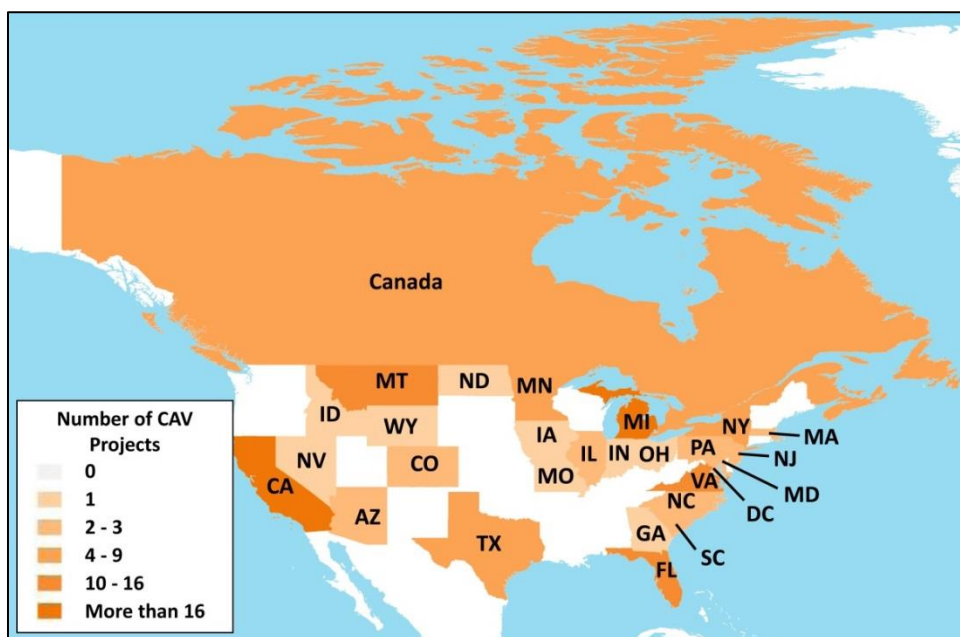 Canada
MT
ND
MN
ID
WY
MI
NY
MA
IA
NV
CO
IL
IN
OH
PA
NJ
MO
MD
CA
VA
DC
AZ
NC
TX
GA
SC
FL
Number of CAV
Projects
0
1
2 - 3
4 - 9
10 - 16
More than 16